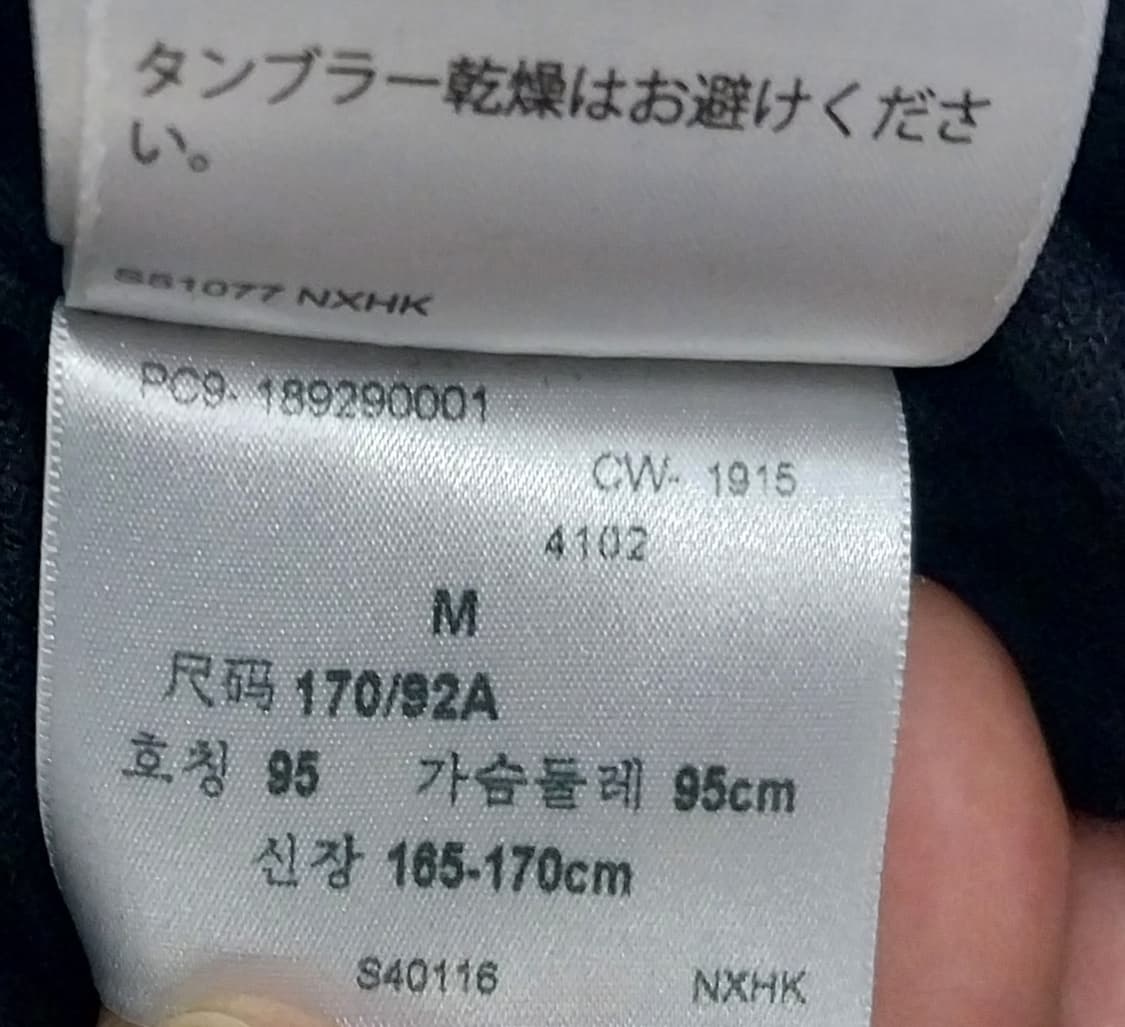 タンブラー乾燥はお避けくださ
い。
S51077 NXHK
PC9- 189290001
CW- 1915
4102
M
尺码 170/92A
호칭 95 가슴둘레 95cm
신장 165-170cm
S40116
NXHK